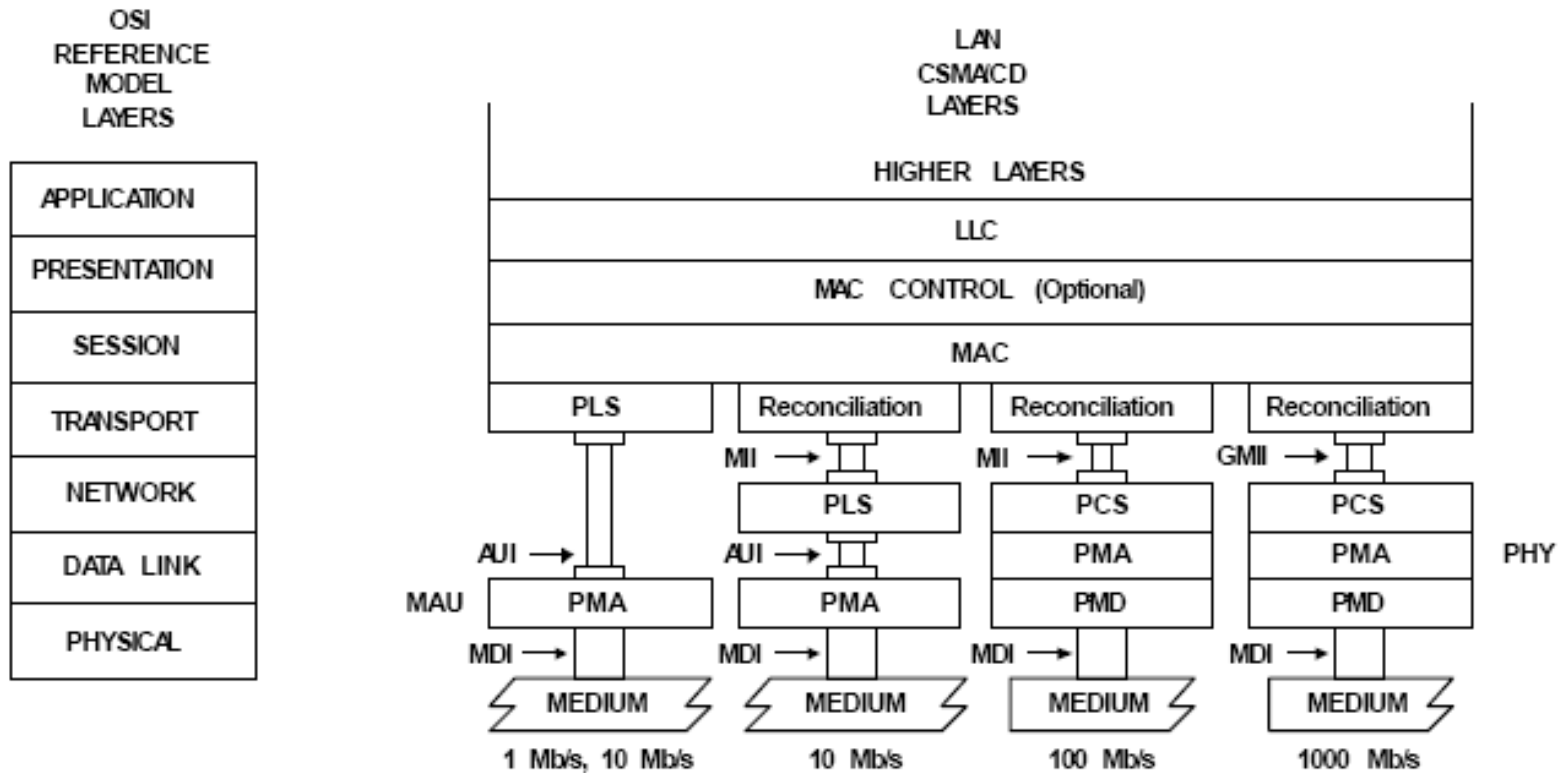 OSI
REFERENCE
MODEL
LAYERS
APPLICATION
PRESENTATION
SESSION
TRANSPORT
NETWORK
DATA LINK
PHYSICAL
LAN
CSMA/CD
LAYERS
HIGHER LAYERS
LLC
MAC CONTROL (Optional)
MAC
PLS Reconciliation Reconciliation Reconciliation
MII MII GMII
PLS PCS PCS
AUI AUI PMA PMA PHY
MAU PMA PMA PMD PMD
MDI MDI MDI MDI
MEDIUM MEDIUM MEDIUM MEDIUM
1 Mb/s, 10 Mb/s 10 Mb/s 100 Mb/s 1000 Mb/s